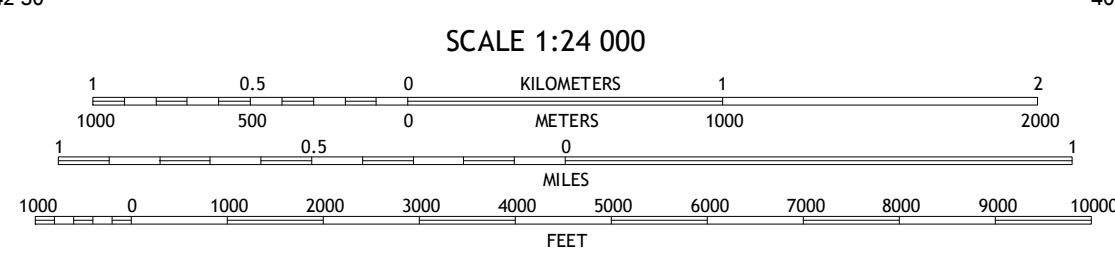 SCALE 1:24 000
1 0.5 0 KILOMETERS 1 2
1000 500 0 METERS 1000 2000
1 0.5 0 1
MILES
1000 0 1000 2000 3000 4000 5000 6000 7000 8000 9000 10000
FEET